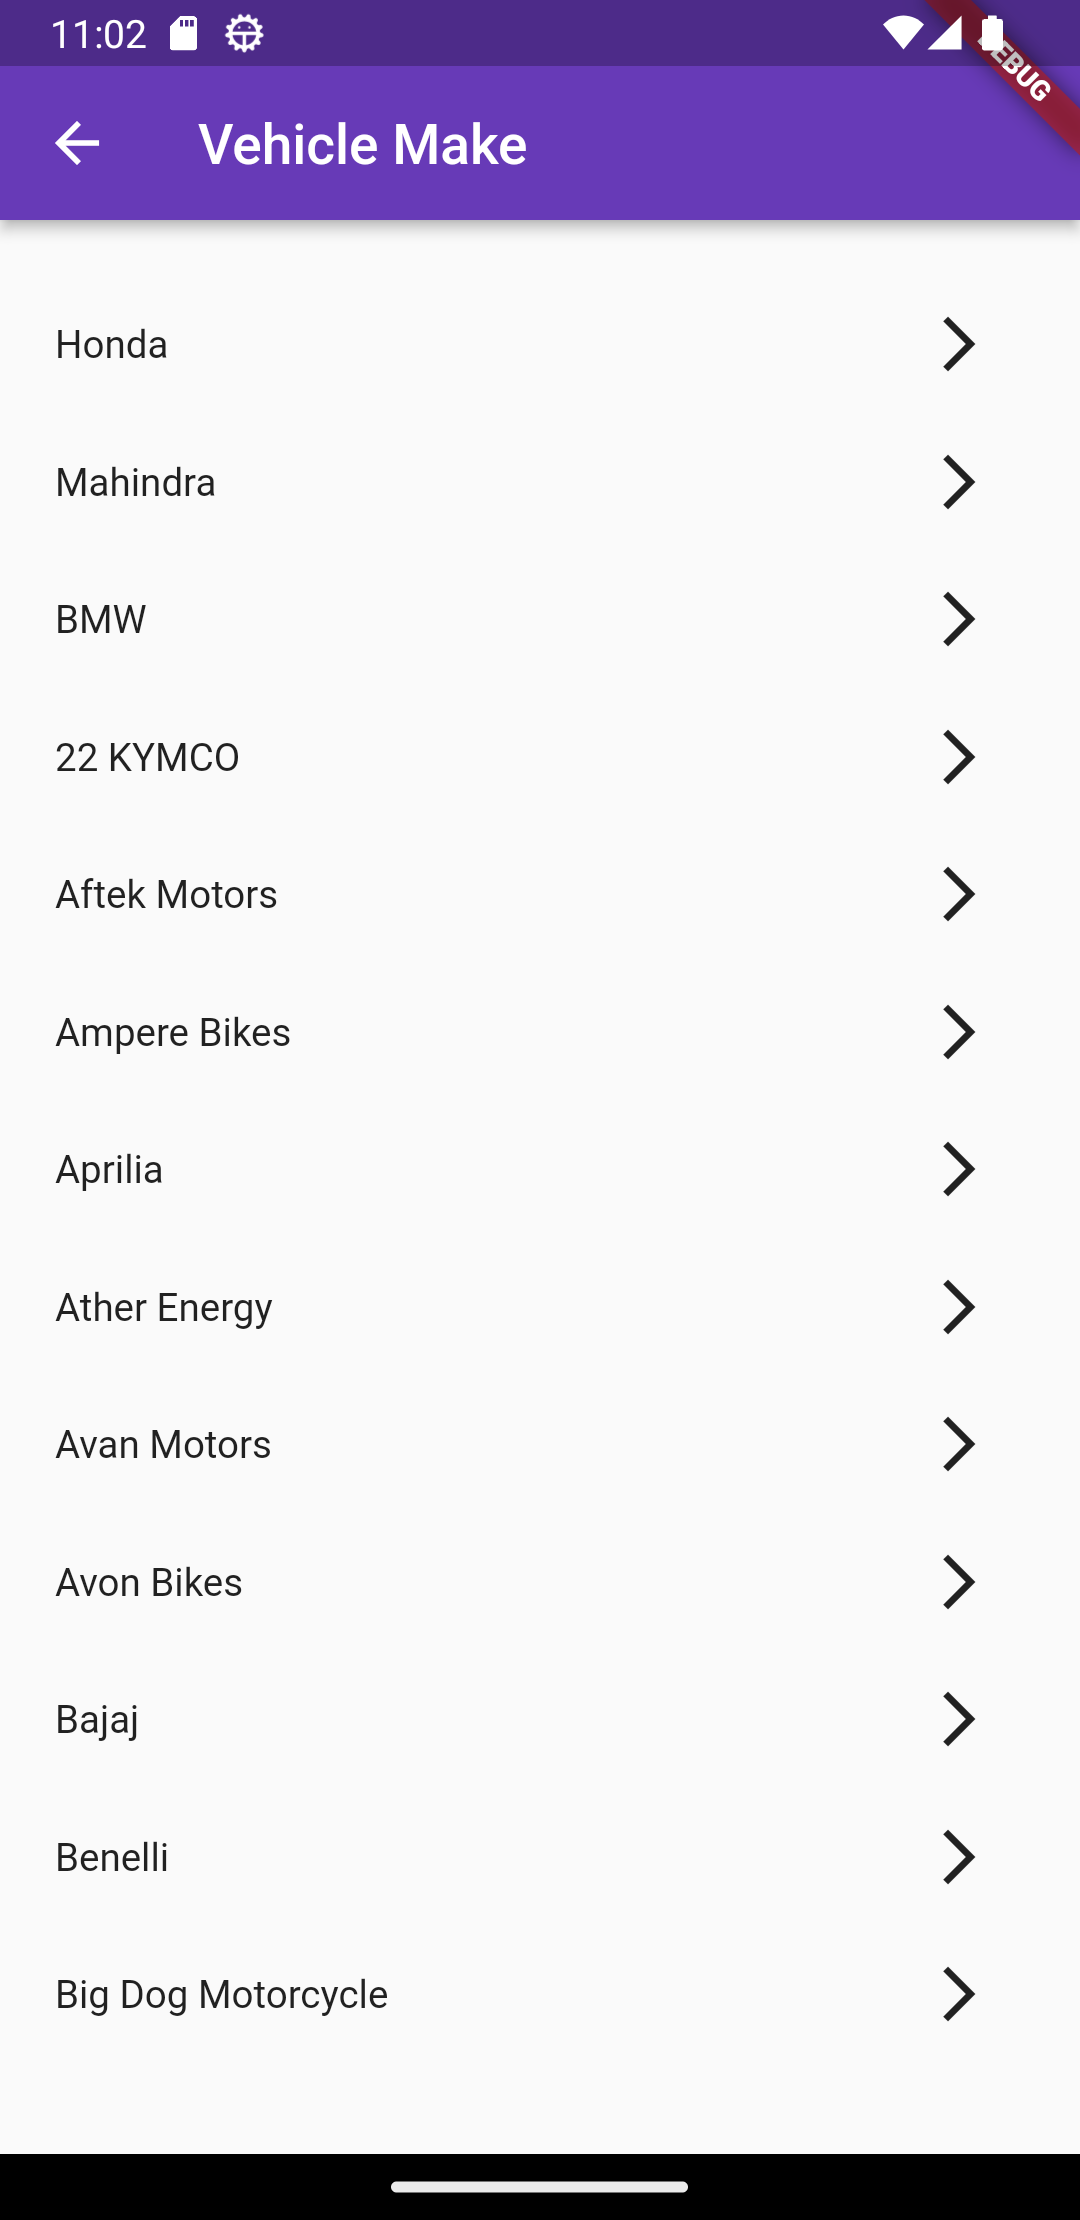 11:02
DEBUG
Vehicle Make
Honda
Mahindra
BMW
22 KYMCO
Aftek Motors
Ampere Bikes
Aprilia
Ather Energy
Avan Motors
Avon Bikes
Bajaj
Benelli
Big Dog Motorcycle